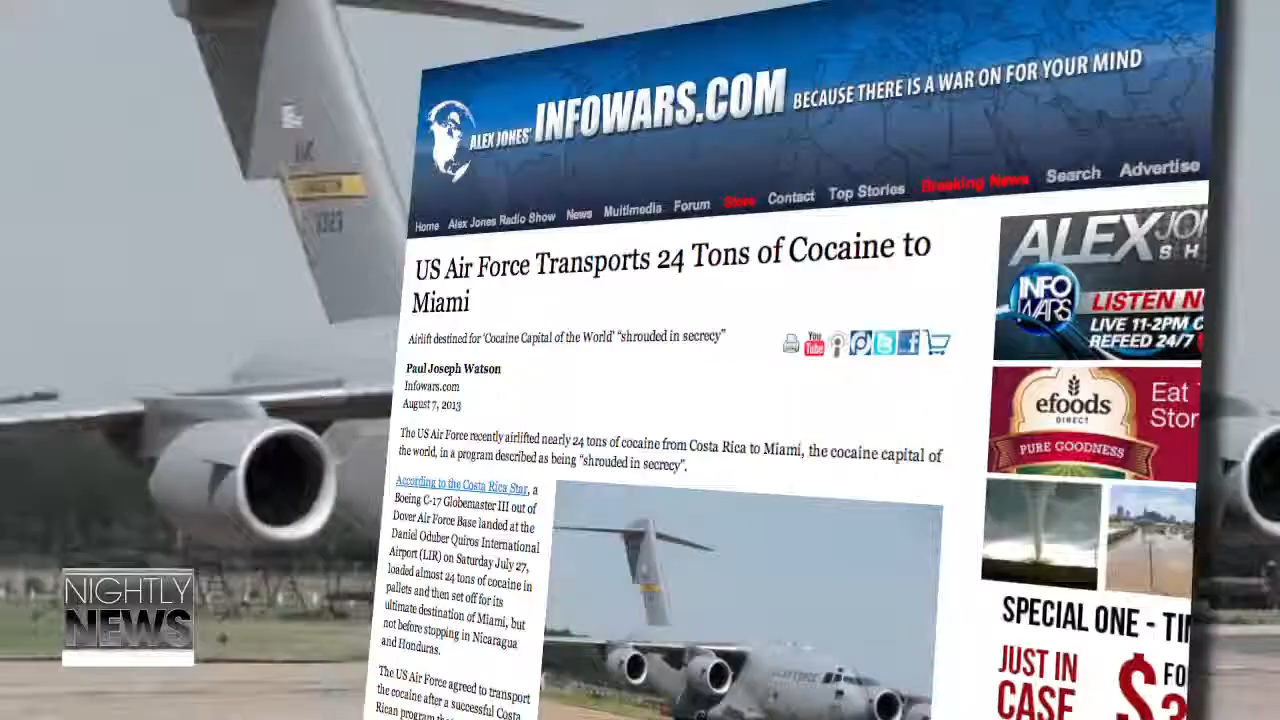 ALEX JONES' INFOWARS.COM BECAUSE THERE IS A WAR ON FOR YOUR MIND
Home Alex Jones Radio Show News Multimedia Forum Store Contact Top Stories Breaking News Search Advertise
US Air Force Transports 24 Tons of Cocaine to
Miami
Airlift destined for 'Cocaine Capital of the World' "shrouded in secrecy"
You
Tube
Paul Joseph Watson
Infowars.com
August 7, 2013
The US Air Force recently airlifted nearly 24 tons of cocaine from Costa Rica to Miami, the cocaine capital of
the world, in a program described as being "shrouded in secrecy".
According to the Costa Rica Star, a
Boeing C-17 Globemaster III out of
Dover Air Force Base landed at the
Daniel Oduber Quiros International
Airport (LIR) on Saturday July 27,
loaded almost 24 tons of cocaine in
pallets and then set off for its
ultimate destination of Miami, but
not before stopping in Nicaragua
and Honduras.
The US Air Force agreed to transport
the cocaine after a successful Costa
Rican program
ALEX JO
S H
INFO
WARS
LISTEN N
LIVE 11-2PM C
REFEED 24/7
efoods
DIRECT
PURE GOODNESS
Eat
Stor
SPECIAL ONE - TI
JUST IN
CASE
$
FO
NIGHTLY
NEWS